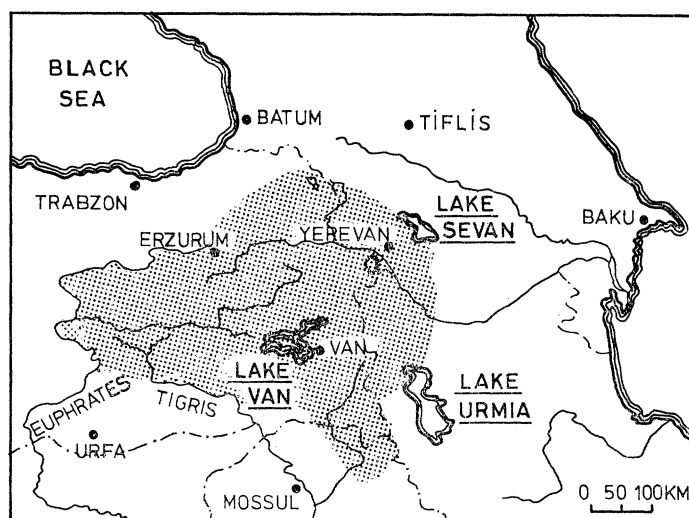 BLACK
SEA
BATUM
TİFLİS
TRABZON
LAKE
SEVAN
BAKU
ERZURUM
YEREVAN
VAN
LAKE
VAN
LAKE
URMIA
EUPHRATES
TIGRIS
URFA
MOSSUL
0 50 100KM